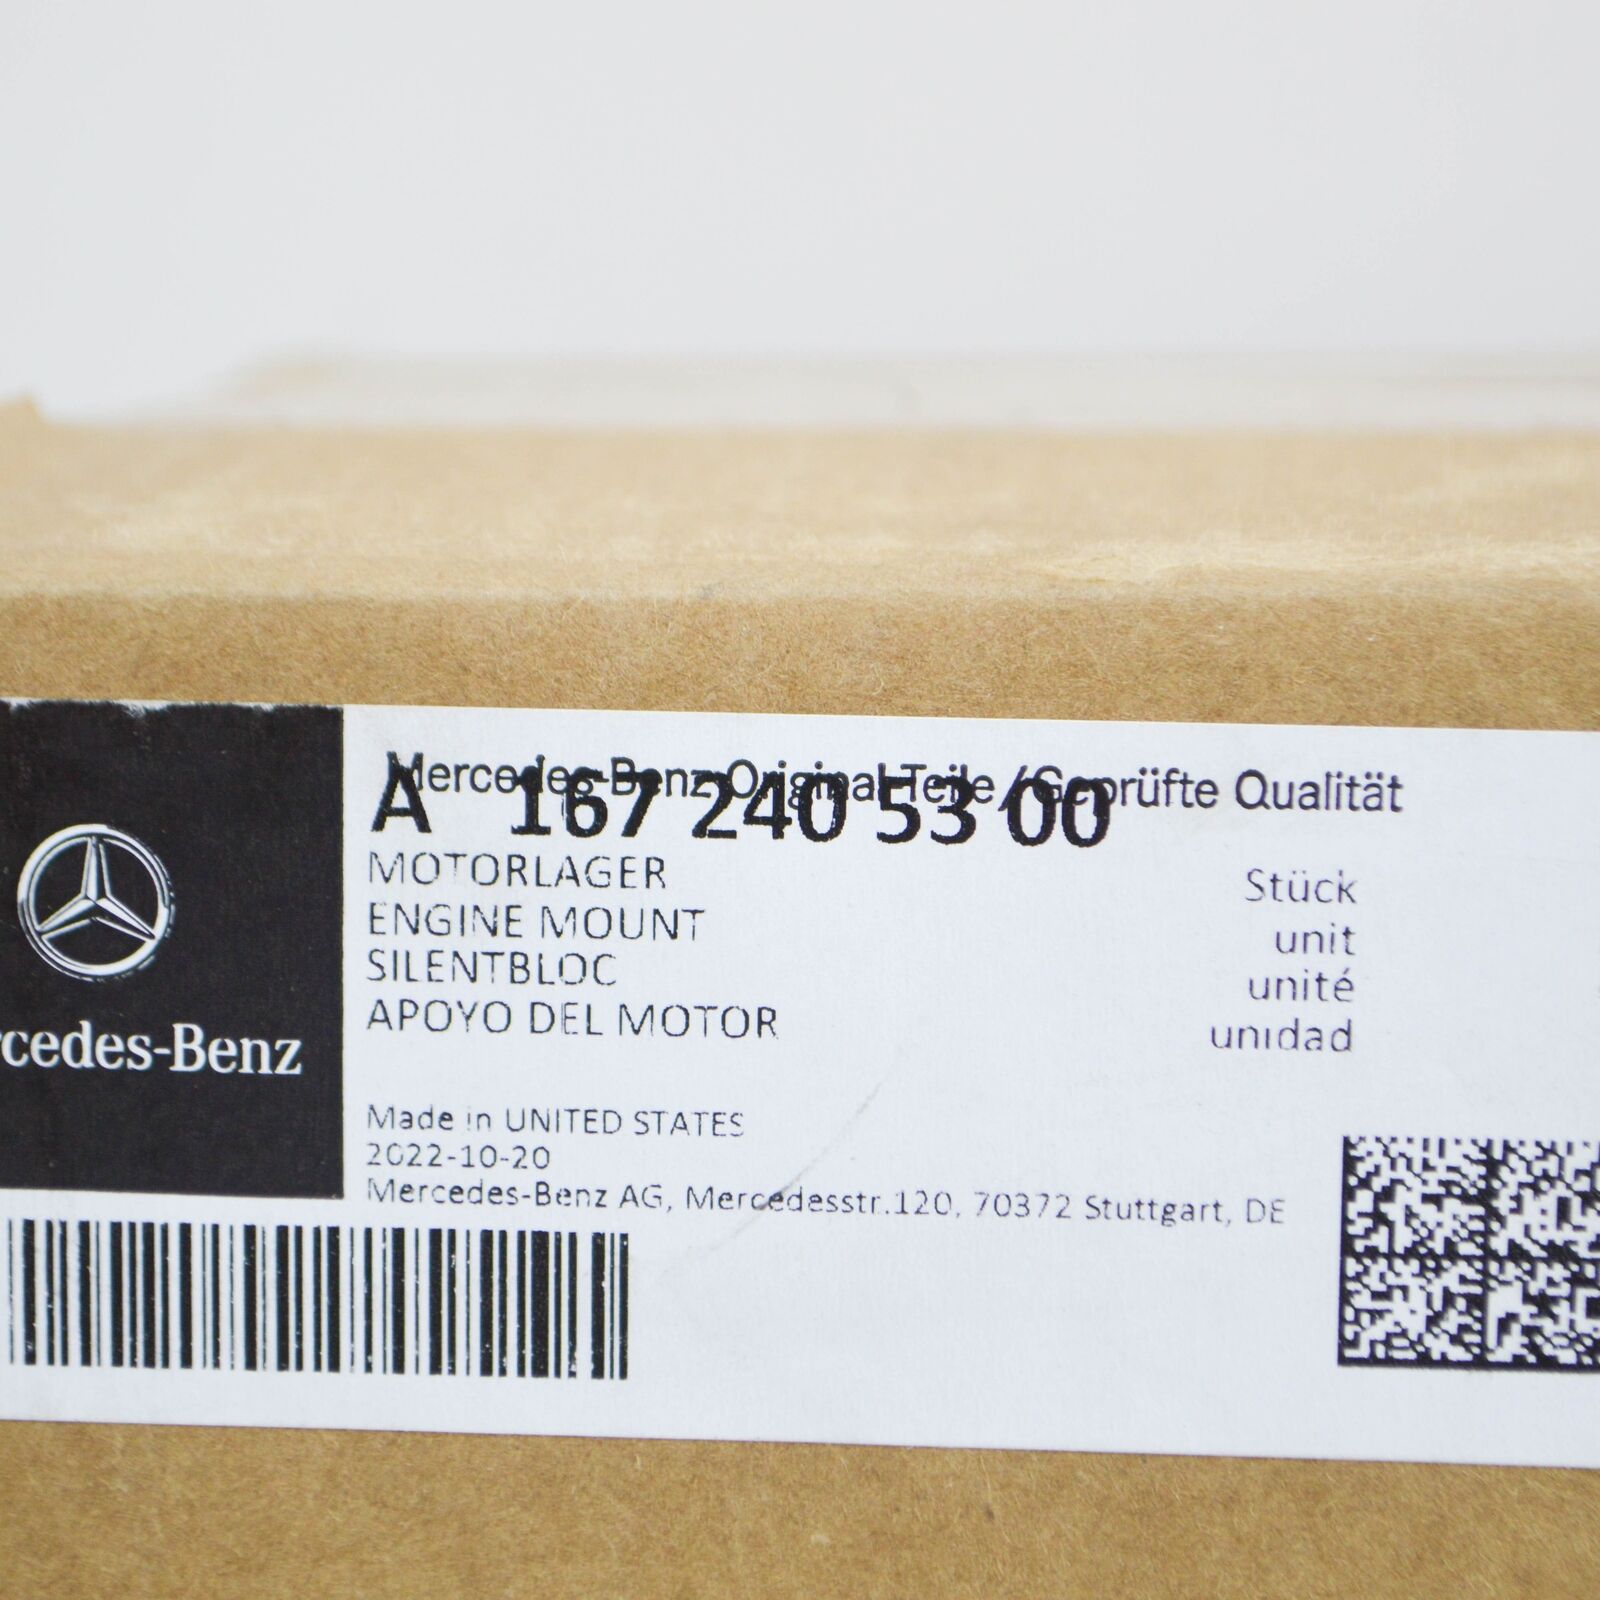 Mercedes-Benz Original-Teile / Geprüfte Qualität
A 167 240 53 00
MOTORLAGER
ENGINE MOUNT
SILENTBLOC
APOYO DEL MOTOR
Stück
unit
unité
unidad
rcedes-Benz
Made in UNITED STATES
2022-10-20
Mercedes-Benz AG, Mercedesstr.120, 70372 Stuttgart, DE